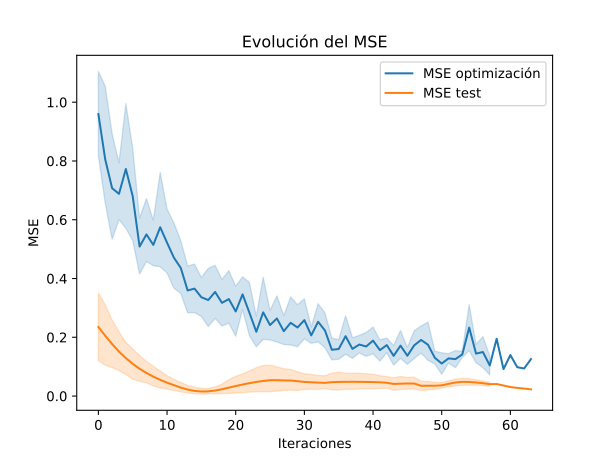 Evolución del MSE
MSE optimización
MSE test
MSE
1.0
0.8
0.6
0.4
0.2
0.0
0 10 20 30 40 50 60
Iteraciones